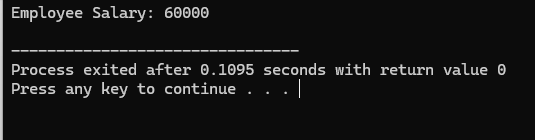 Employee Salary: 60000
--------------------------------
Process exited after 0.1095 seconds with return value 0
Press any key to continue . . .